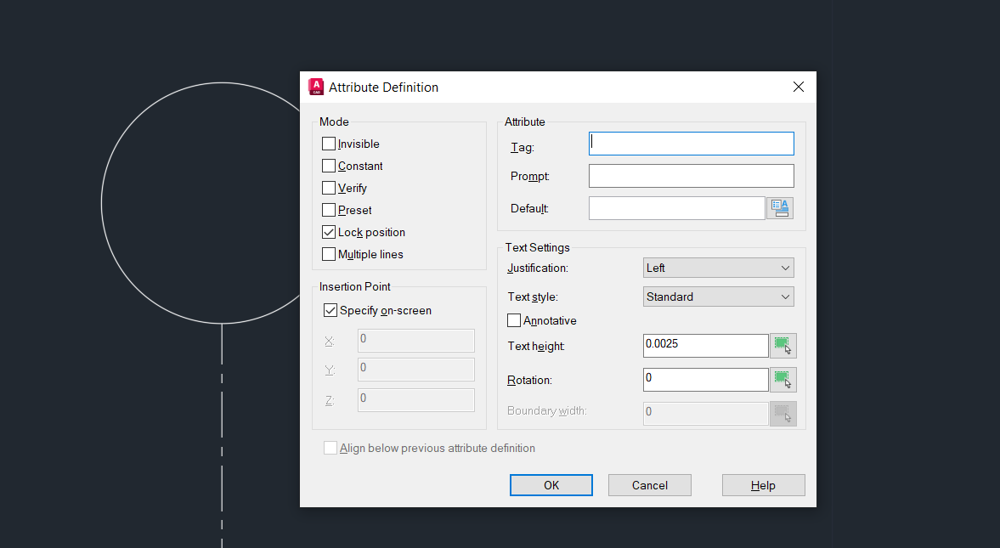 A
CAD
Attribute Definition
Mode
Invisible
Constant
Verify
Preset
Lock position
Multiple lines
Insertion Point
Specify on-screen
X: 0
Y: 0
Z: 0
Attribute
Tag:
Prompt:
Default:
A
Text Settings
Justification: Left
Text style: Standard
Annotative
Text height: 0.0025
Rotation: 0
Boundary width: 0
Align below previous attribute definition
OK Cancel Help